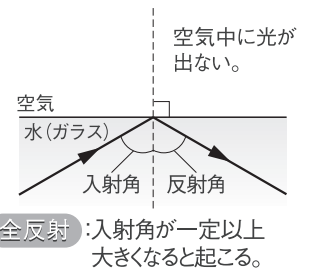 空気中に光が
出ない。
空気
水(ガラス)
入射角 反射角
全反射:入射角が一定以上
大きくなると起こる。